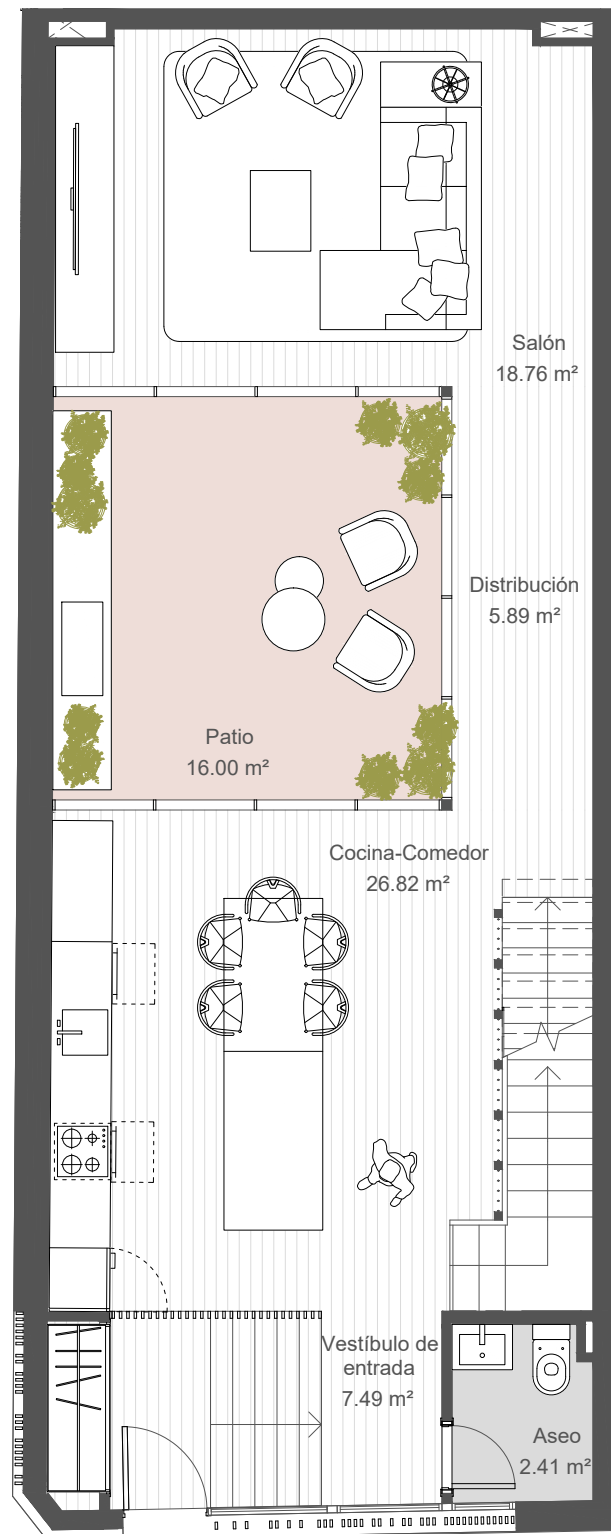 Salón
18.76 m²
Distribución
5.89 m²
Patio
16.00 m²
Cocina-Comedor
26.82 m²
Vestíbulo de
entrada
7.49 m²
Aseo
2.41 m²